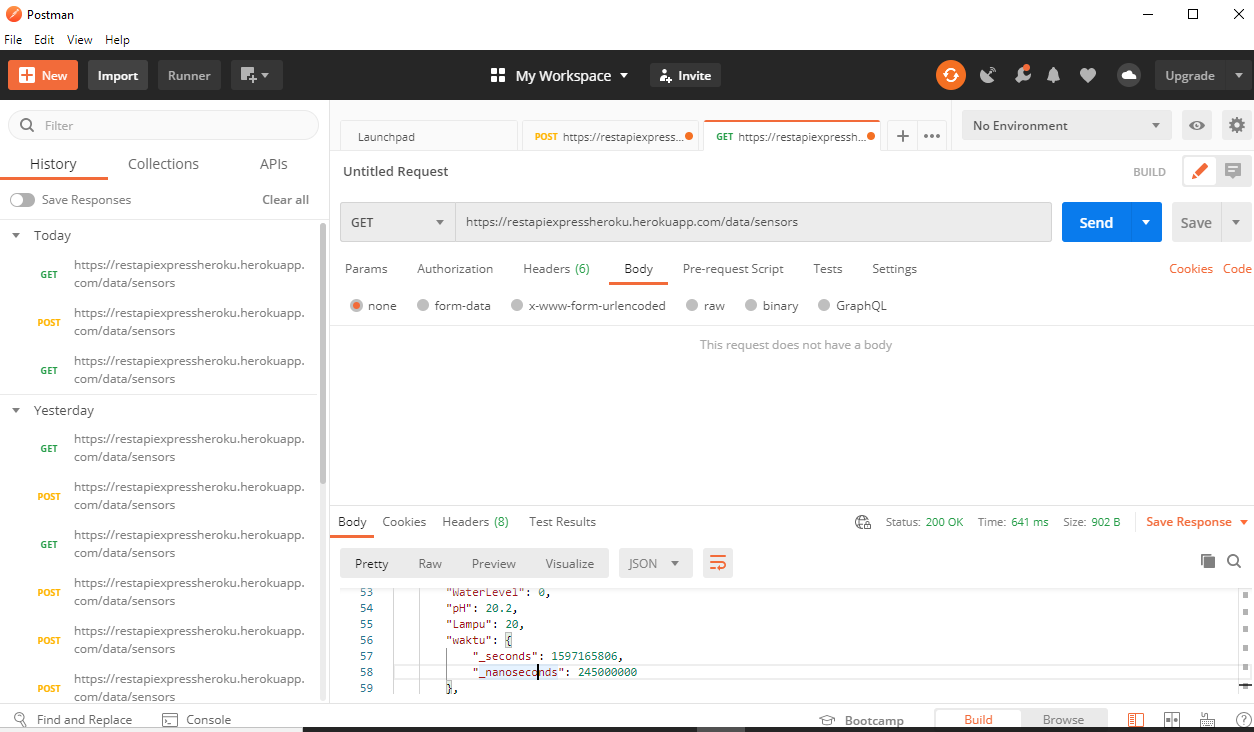 Postman
File Edit View Help
New Import Runner My Workspace Invite Upgrade
Filter
History Collections APIs
Save Responses Clear all
Today
GET https://restapiexpressheroku.herokuapp.
com/data/sensors
POST https://restapiexpressheroku.herokuapp.
com/data/sensors
GET https://restapiexpressheroku.herokuapp.
com/data/sensors
Yesterday
GET https://restapiexpressheroku.herokuapp.
com/data/sensors
POST https://restapiexpressheroku.herokuapp.
com/data/sensors
GET https://restapiexpressheroku.herokuapp.
com/data/sensors
POST https://restapiexpressheroku.herokuapp.
com/data/sensors
POST https://restapiexpressheroku.herokuapp.
com/data/sensors
POST https://restapiexpressheroku.herokuapp.
com/data/sensors
Launchpad POST https://restapiexpress... GET https://restapiexpressh... No Environment
Untitled Request BUILD
GET https://restapiexpressheroku.herokuapp.com/data/sensors Send Save
Params Authorization Headers (6) Body Pre-request Script Tests Settings Cookies Code
none form-data x-www-form-urlencoded raw binary GraphQL
This request does not have a body
Body Cookies Headers (8) Test Results Status: 200 OK Time: 641 ms Size: 902 B Save Response
Pretty Raw Preview Visualize JSON
53 "WaterLevel": 0,
54 "pH": 20.2,
55 "Lampu": 20,
56 "waktu": {
57 "_seconds": 1597165806,
58 "_nanoseconds": 245000000
59 },
Find and Replace Console Bootcamp Build Browse